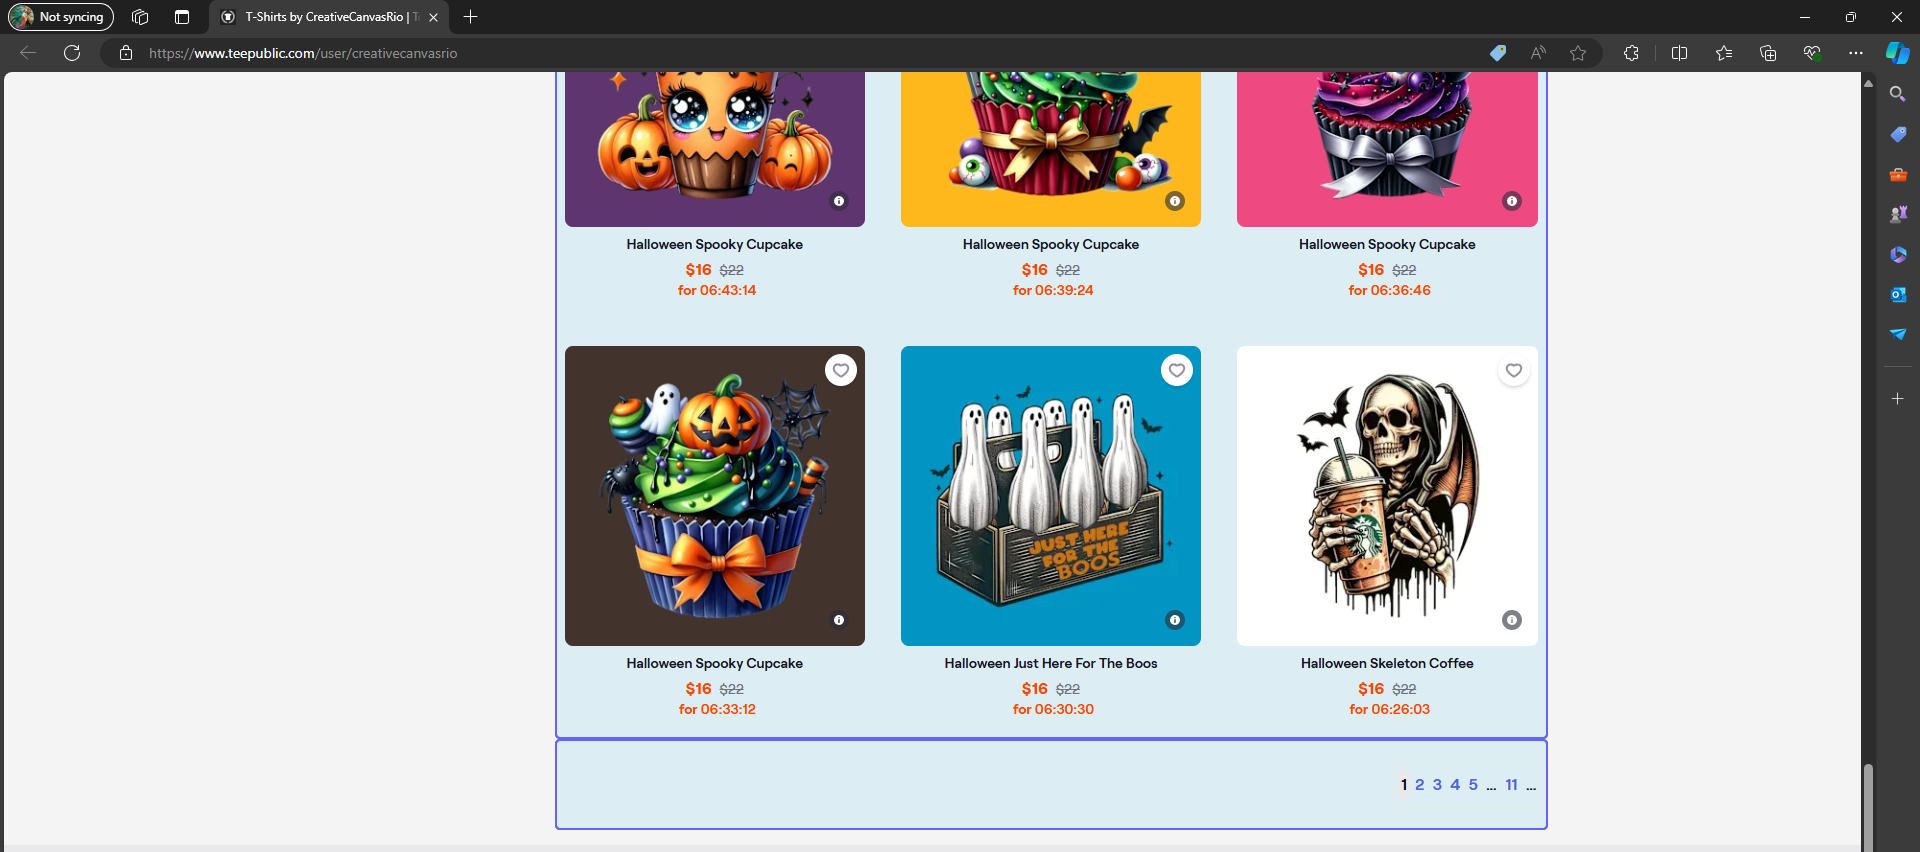 Not syncing
T-Shirts by CreativeCanvasRio | T
https://www.teepublic.com/user/creativecanvasrio
Halloween Spooky Cupcake
$16 $22
for 06:43:14
Halloween Spooky Cupcake
$16 $22
for 06:39:24
Halloween Spooky Cupcake
$16 $22
for 06:36:46
JUST HERE
FOR THE
BOOS
Halloween Spooky Cupcake
$16 $22
for 06:33:12
Halloween Just Here For The Boos
$16 $22
for 06:30:30
Halloween Skeleton Coffee
$16 $22
for 06:26:03
1 2 3 4 5 ... 11 ...